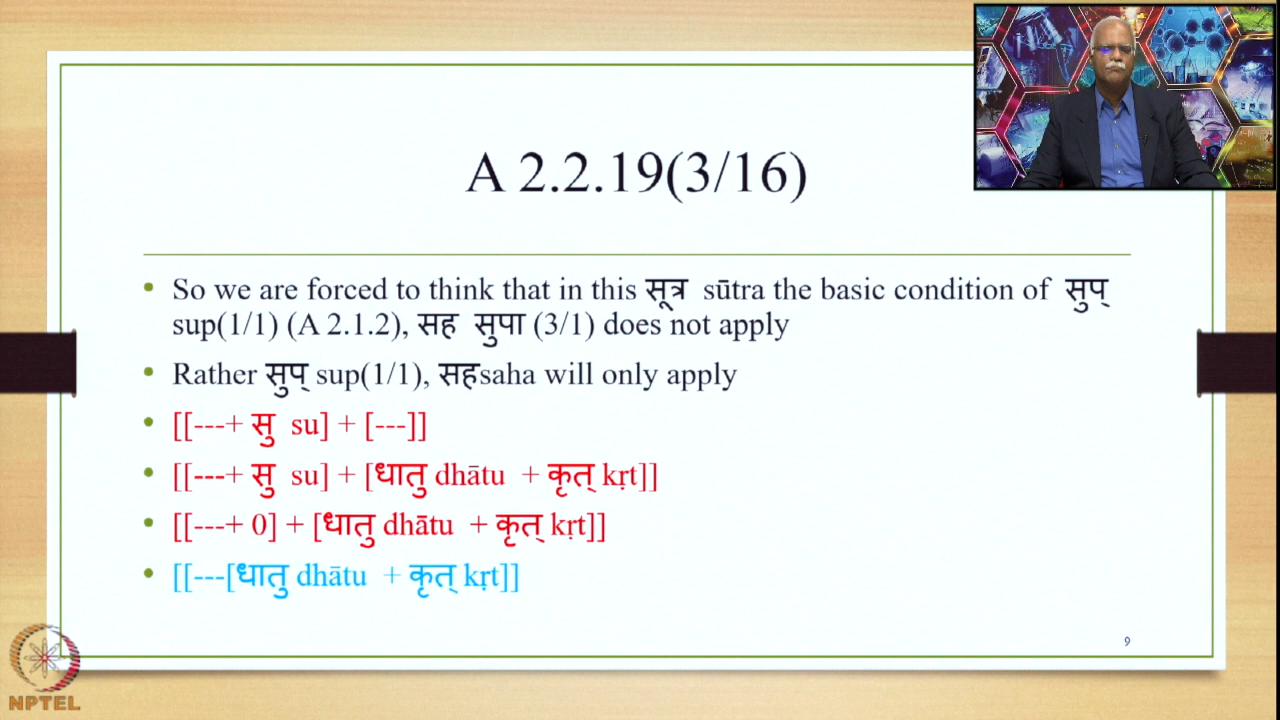 A 2.2.19(3/16)
• So we are forced to think that in this सूत्र sūtra the basic condition of सुप्
sup(1/1) (A 2.1.2), सह सुपा (3/1) does not apply
• Rather सुप् sup(1/1), सहsaha will only apply
• [[---+ सु su] + [---]]
• [[---+ सु su] + [धातु dhātu + कृत् kṛt]]
• [[---+ 0] + [धातु dhātu + कृत् kṛt]]
• [[---[धातु dhātu + कृत् kṛt]]
9
NPTEL